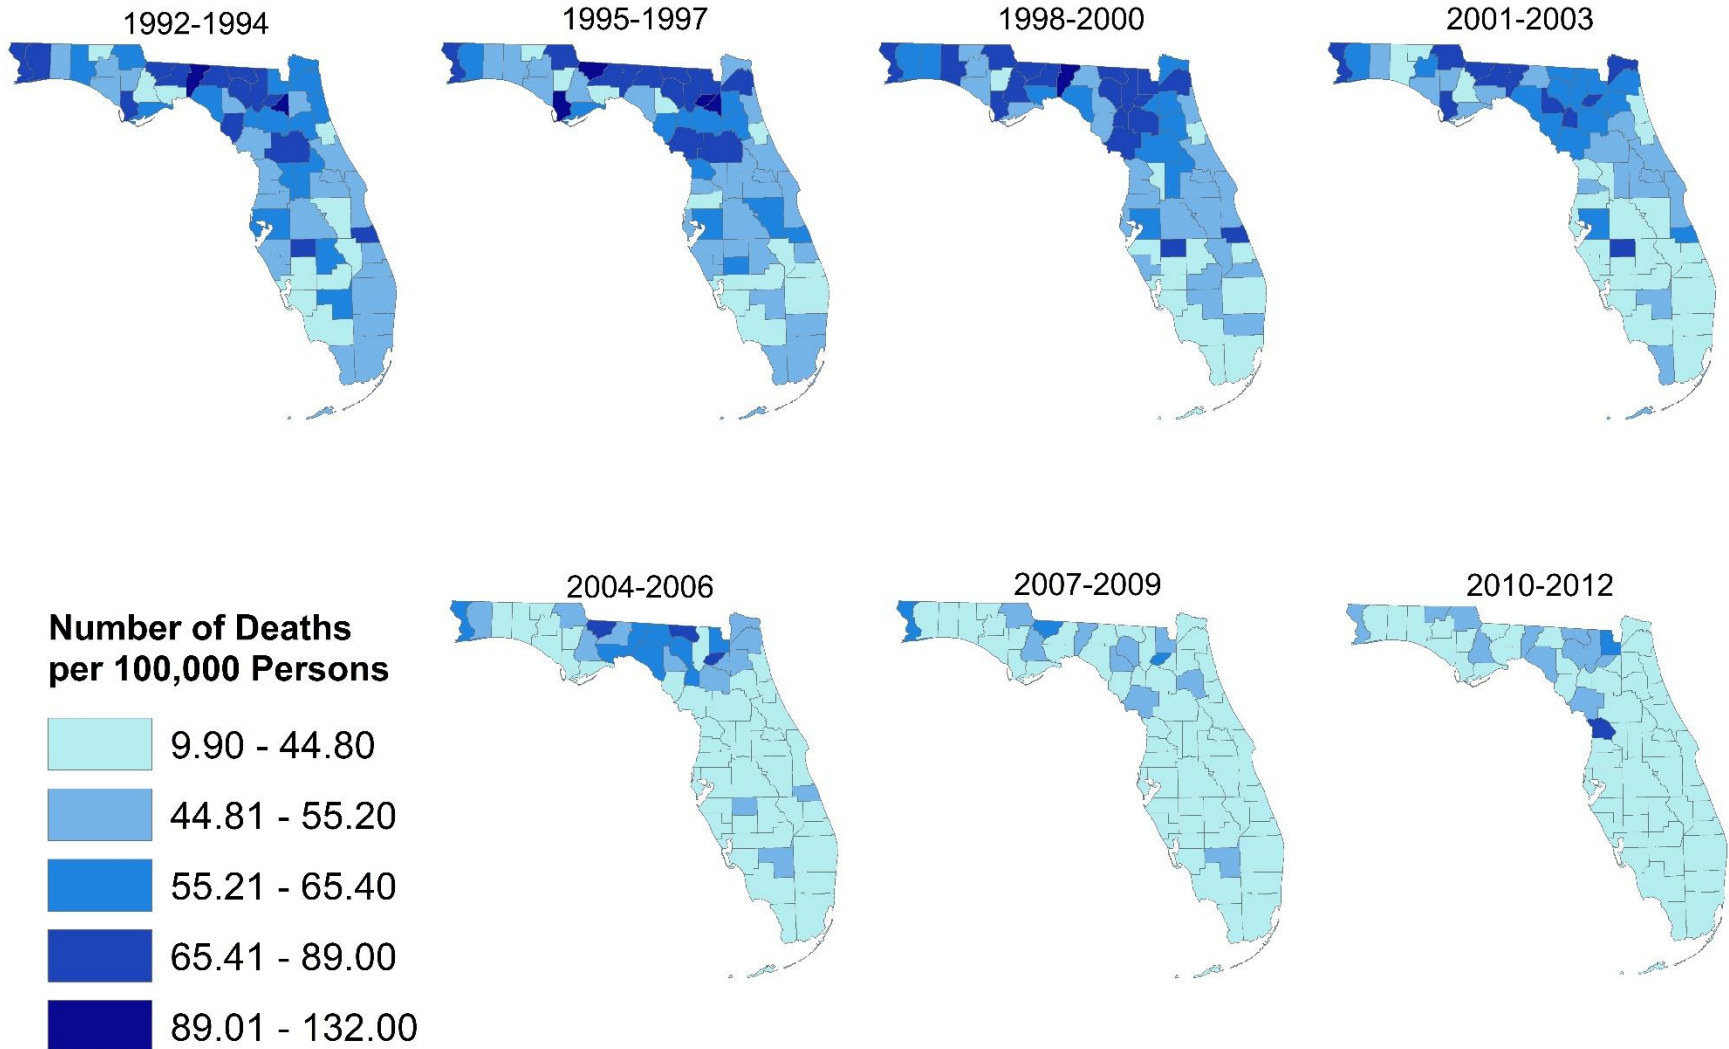 1992-1994
1995-1997
1998-2000
2001-2003
2004-2006
2007-2009
2010-2012
Number of Deaths
per 100,000 Persons
9.90 - 44.80
44.81 - 55.20
55.21 - 65.40
65.41 - 89.00
89.01 - 132.00